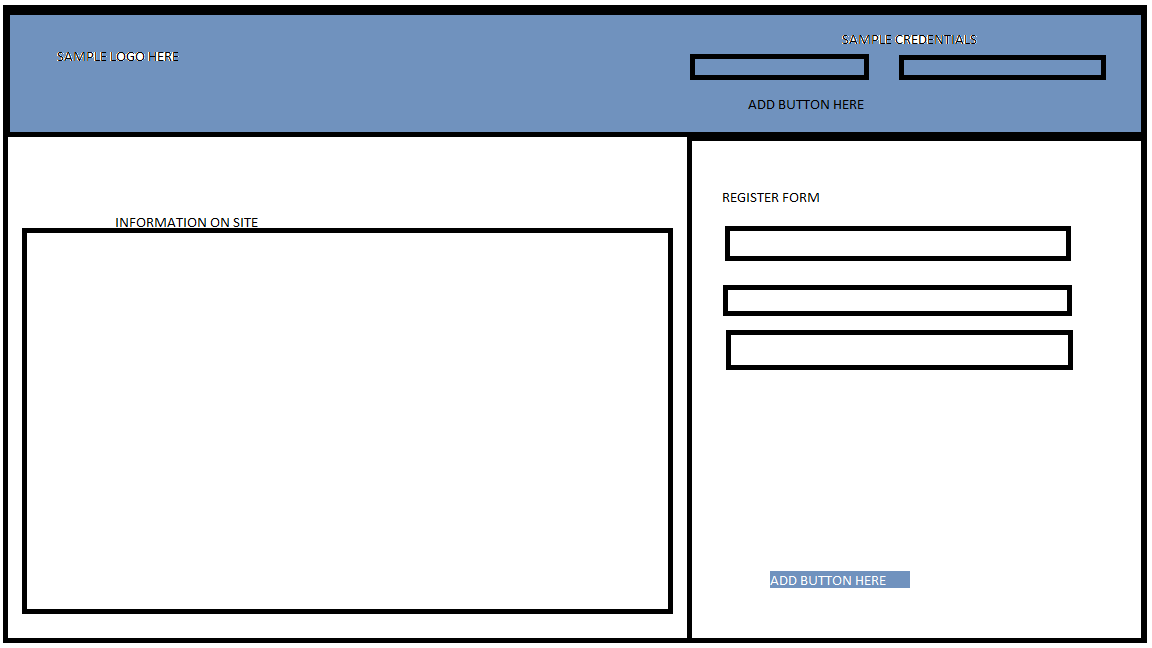 SAMPLE LOGO HERE
SAMPLE CREDENTIALS
ADD BUTTON HERE
INFORMATION ON SITE
REGISTER FORM
ADD BUTTON HERE